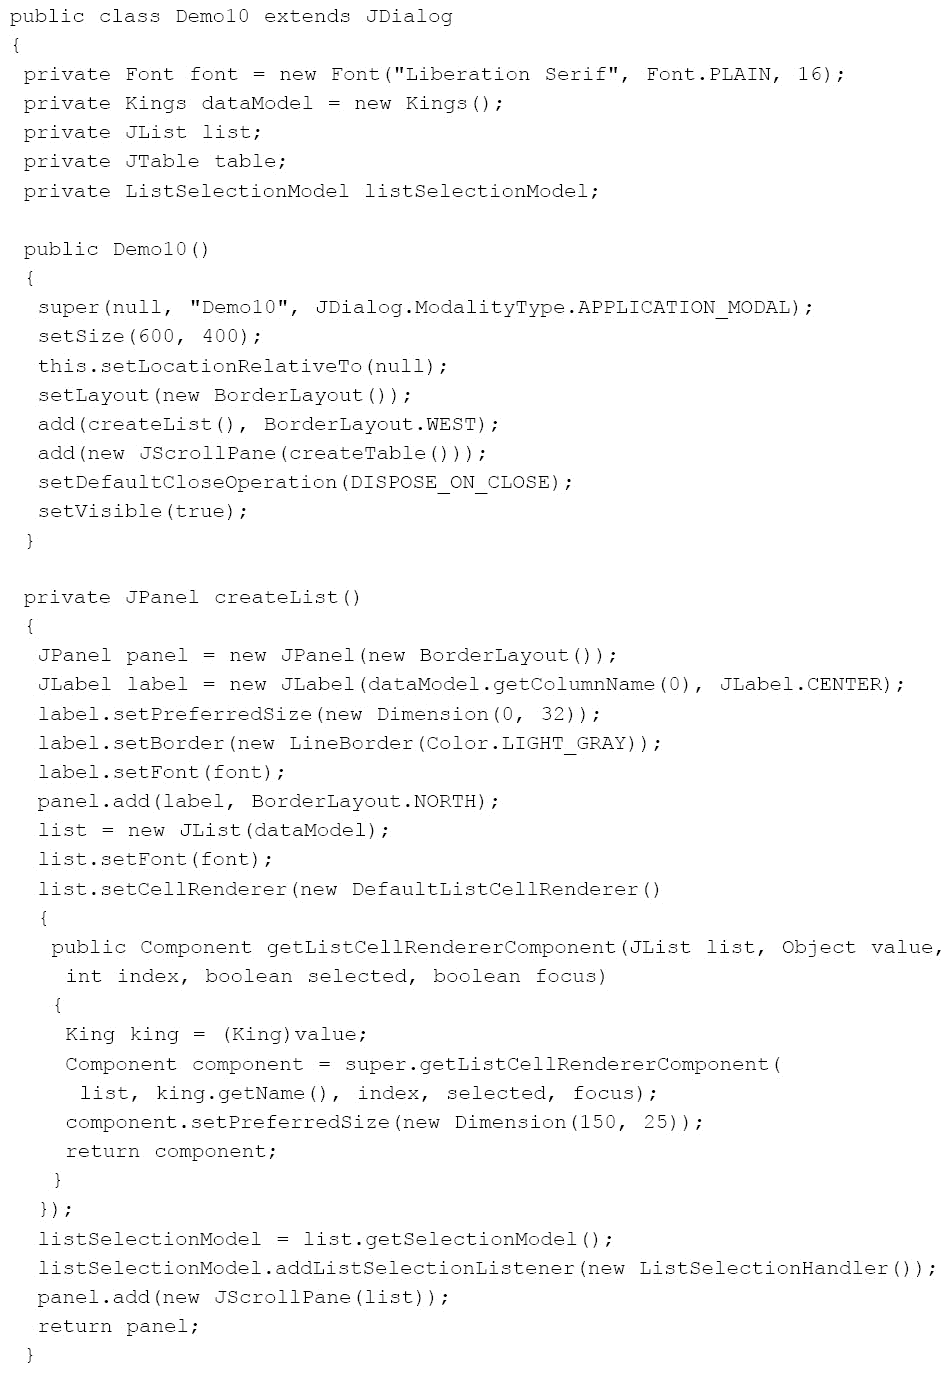 public class Demo10 extends JDialog
{
 private Font font = new Font("Liberation Serif", Font.PLAIN, 16);
 private Kings dataModel = new Kings();
 private JList list;
 private JTable table;
 private ListSelectionModel listSelectionModel;

 public Demo10()
 {
  super(null, "Demo10", JDialog.ModalityType.APPLICATION_MODAL);
  setSize(600, 400);
  this.setLocationRelativeTo(null);
  setLayout(new BorderLayout());
  add(createList(), BorderLayout.WEST);
  add(new JScrollPane(createTable()));
  setDefaultCloseOperation(DISPOSE_ON_CLOSE);
  setVisible(true);
 }

 private JPanel createList()
 {
  JPanel panel = new JPanel(new BorderLayout());
  JLabel label = new JLabel(dataModel.getColumnName(0), JLabel.CENTER);
  label.setPreferredSize(new Dimension(0, 32));
  label.setBorder(new LineBorder(Color.LIGHT_GRAY));
  label.setFont(font);
  panel.add(label, BorderLayout.NORTH);
  list = new JList(dataModel);
  list.setFont(font);
  list.setCellRenderer(new DefaultListCellRenderer()
  {
   public Component getListCellRendererComponent(JList list, Object value,
    int index, boolean selected, boolean focus)
   {
    King king = (King)value;
    Component component = super.getListCellRendererComponent(
     list, king.getName(), index, selected, focus);
    component.setPreferredSize(new Dimension(150, 25));
    return component;
   }
  });
  listSelectionModel = list.getSelectionModel();
  listSelectionModel.addListSelectionListener(new ListSelectionHandler());
  panel.add(new JScrollPane(list));
  return panel;
 }